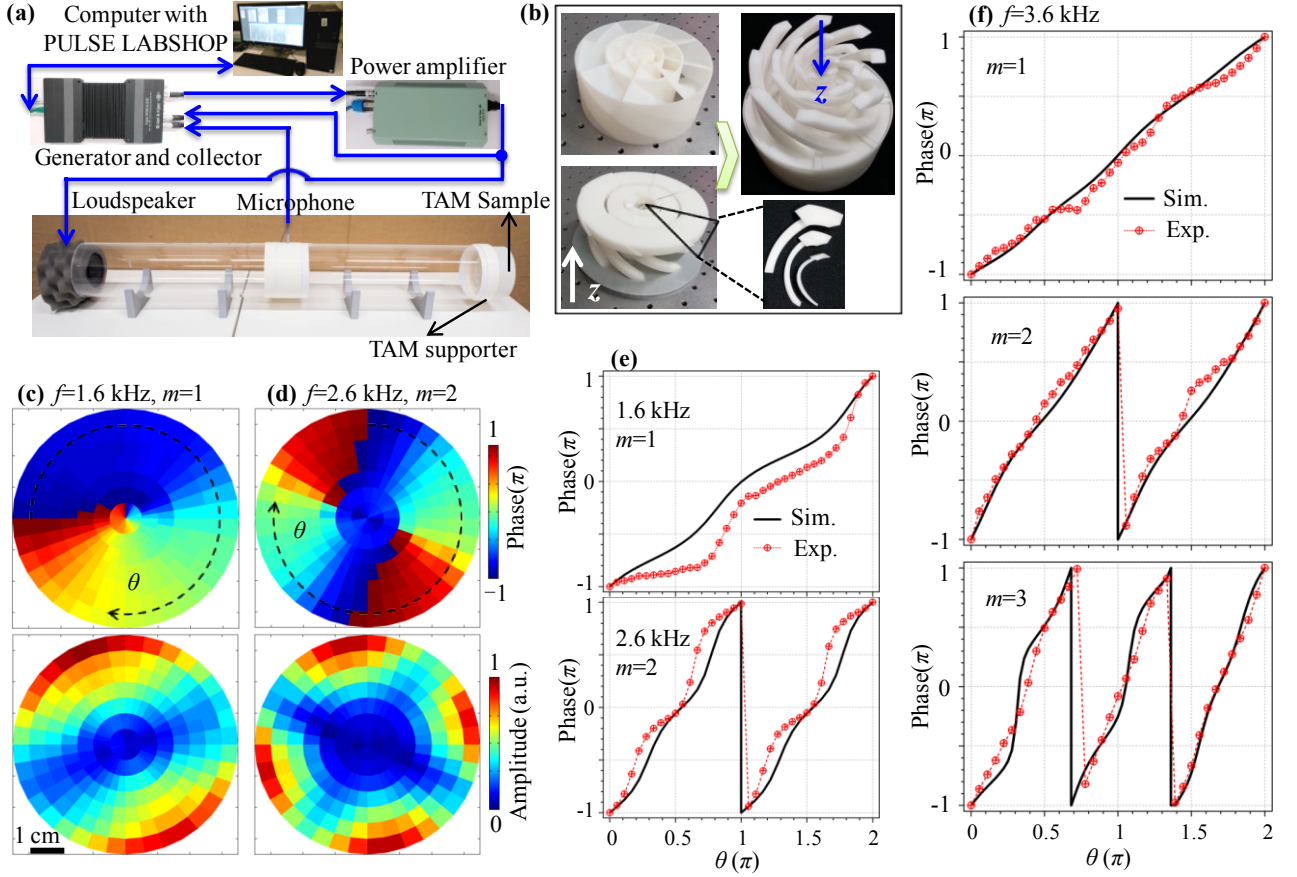 (a)
Computer with
PULSE LABSHOP
Power amplifier
Generator and collector
Loudspeaker
Microphone
TAM Sample
TAM supporter
(b)
z
z
(c) f=1.6 kHz, m=1
θ
1 cm
(d) f=2.6 kHz, m=2
θ
1
Phase(π)
−1
1
Amplitude(a.u.)
0
(e)
1.6 kHz
m=1
Sim.
Exp.
Phase(π)
1
0
-1
2.6 kHz
m=2
Phase(π)
1
0
-1
0 0.5 1 1.5 2
θ (π)
(f) f=3.6 kHz
m=1
Sim.
Exp.
Phase(π)
1
0
-1
m=2
Phase(π)
1
0
-1
m=3
Phase(π)
1
0
-1
0 0.5 1 1.5 2
θ (π)